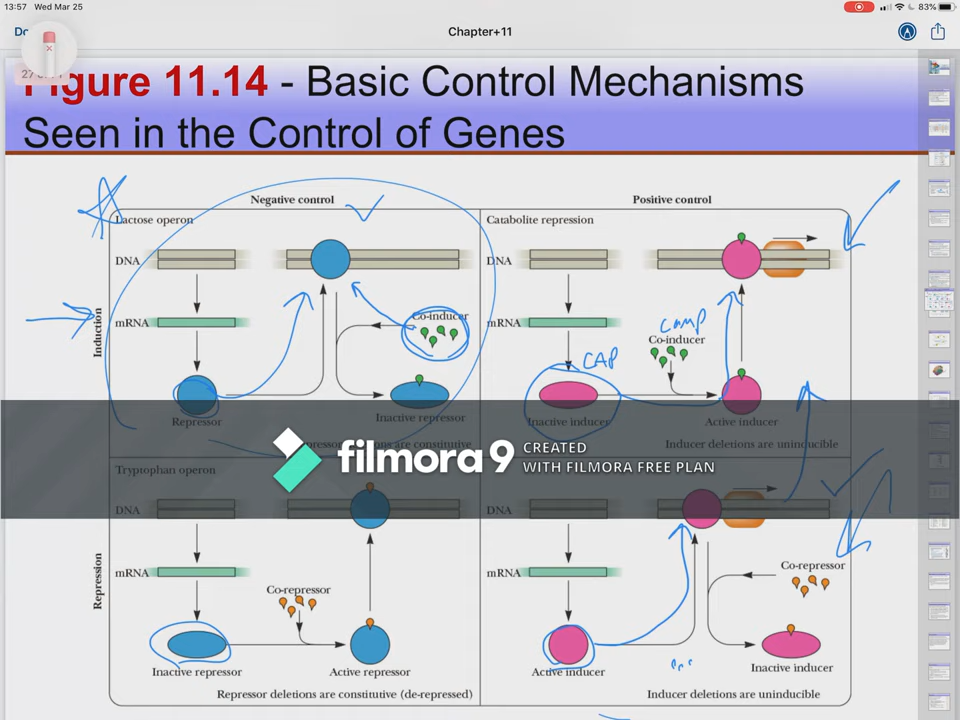 13:57 Wed Mar 25
83%
Chapter+11
Figure 11.14 - Basic Control Mechanisms
Seen in the Control of Genes
Negative control
Positive control
Lactose operon
Catabolite repression
DNA
DNA
Induction
mRNA
Co-inducer
mRNA
CAMP
Co-inducer
CAP
Repressor
Inactive repressor
Inactive inducer
Active inducer
are constitutive
Inducer deletions are uninducible
filmora 9 CREATED
WITH FILMORA FREE PLAN
Tryptophan operon
DNA
DNA
Repression
mRNA
Co-repressor
mRNA
Co-repressor
Inactive repressor
Active repressor
Active inducer
Inactive inducer
Repressor deletions are constitutive (de-repressed)
Inducer deletions are uninducible